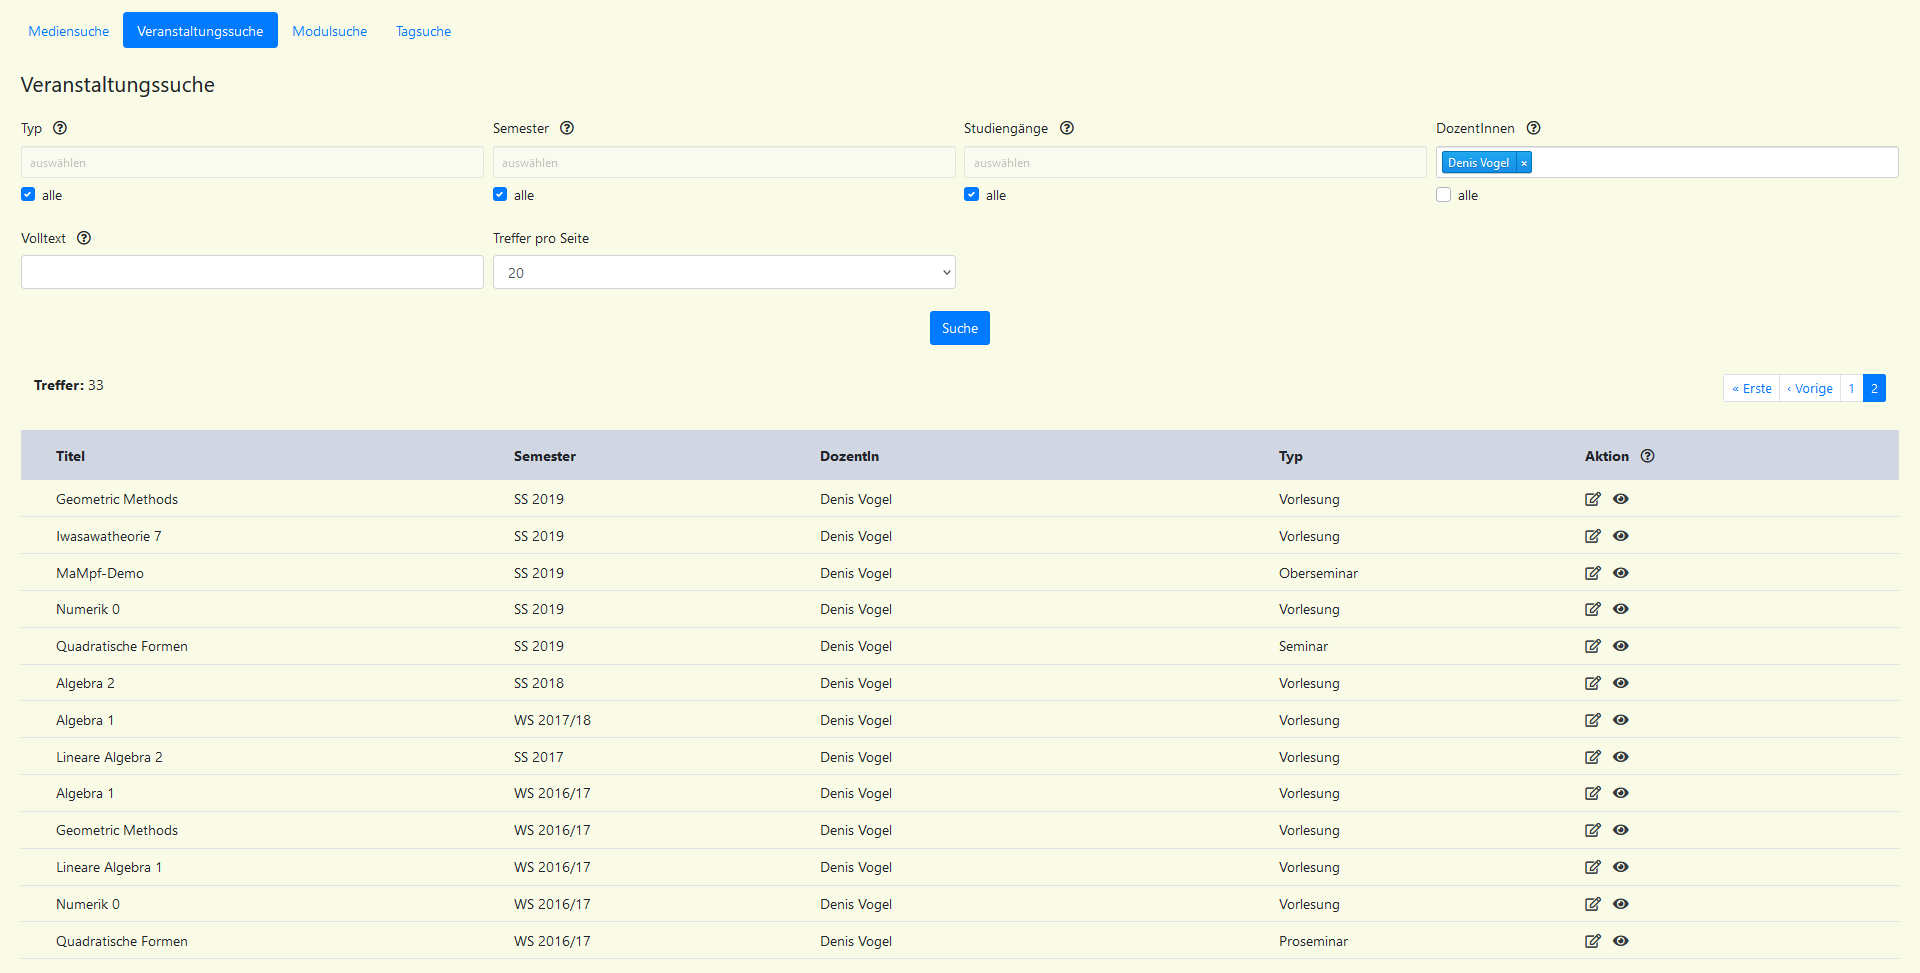 Mediensuche Veranstaltungssuche Modulsuche Tagsuche
Veranstaltungssuche
Typ Semester Studiengänge DozentInnen
auswählen auswählen auswählen Denis Vogel ×
alle alle alle alle
Volltext Treffer pro Seite
20
Suche
Treffer: 33 « Erste ‹ Vorige 1 2
Titel Semester DozentIn Typ Aktion
Geometric Methods SS 2019 Denis Vogel Vorlesung
Iwasawatheorie 7 SS 2019 Denis Vogel Vorlesung
MaMpf-Demo SS 2019 Denis Vogel Oberseminar
Numerik 0 SS 2019 Denis Vogel Vorlesung
Quadratische Formen SS 2019 Denis Vogel Seminar
Algebra 2 SS 2018 Denis Vogel Vorlesung
Algebra 1 WS 2017/18 Denis Vogel Vorlesung
Lineare Algebra 2 SS 2017 Denis Vogel Vorlesung
Algebra 1 WS 2016/17 Denis Vogel Vorlesung
Geometric Methods WS 2016/17 Denis Vogel Vorlesung
Lineare Algebra 1 WS 2016/17 Denis Vogel Vorlesung
Numerik 0 WS 2016/17 Denis Vogel Vorlesung
Quadratische Formen WS 2016/17 Denis Vogel Proseminar